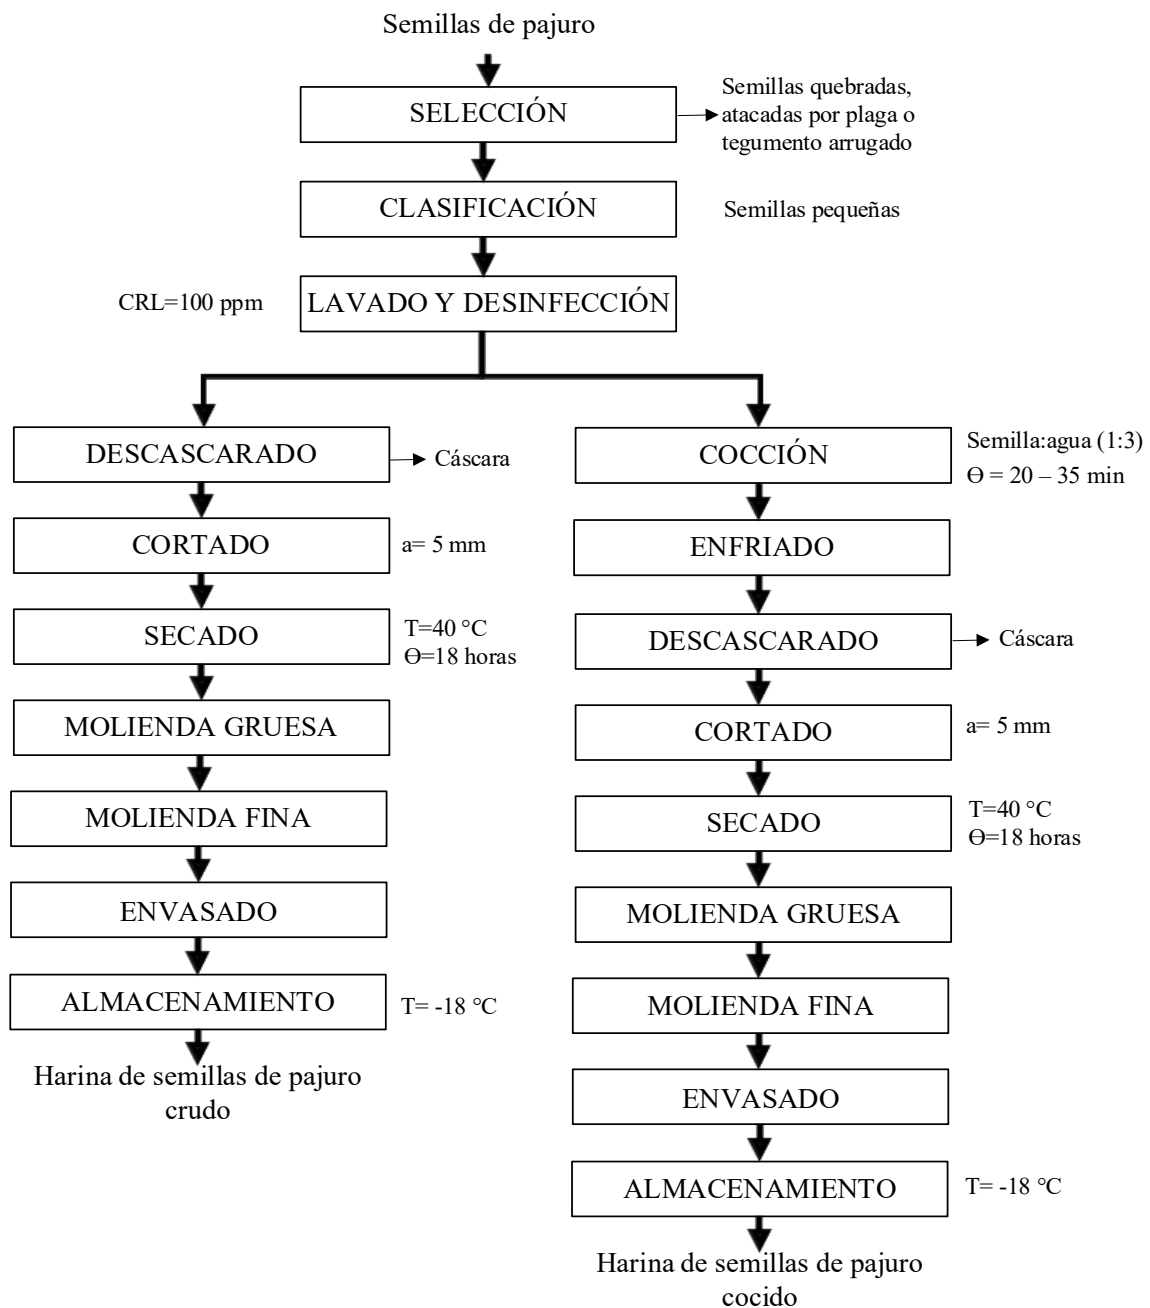 Semillas de pajuro
SELECCIÓN
Semillas quebradas,
atacadas por plaga o
tegumento arrugado
CLASIFICACIÓN
Semillas pequeñas
CRL=100 ppm
LAVADO Y DESINFECCIÓN
DESCASCARADO
Cáscara
CORTADO
a= 5 mm
SECADO
T=40 °C
Ɵ=18 horas
MOLIENDA GRUESA
MOLIENDA FINA
ENVASADO
ALMACENAMIENTO
T= -18 °C
Harina de semillas de pajuro
crudo
COCCIÓN
Semilla:agua (1:3)
Ɵ = 20 – 35 min
ENFRIADO
DESCASCARADO
Cáscara
CORTADO
a= 5 mm
SECADO
T=40 °C
Ɵ=18 horas
MOLIENDA GRUESA
MOLIENDA FINA
ENVASADO
ALMACENAMIENTO
T= -18 °C
Harina de semillas de pajuro
cocido